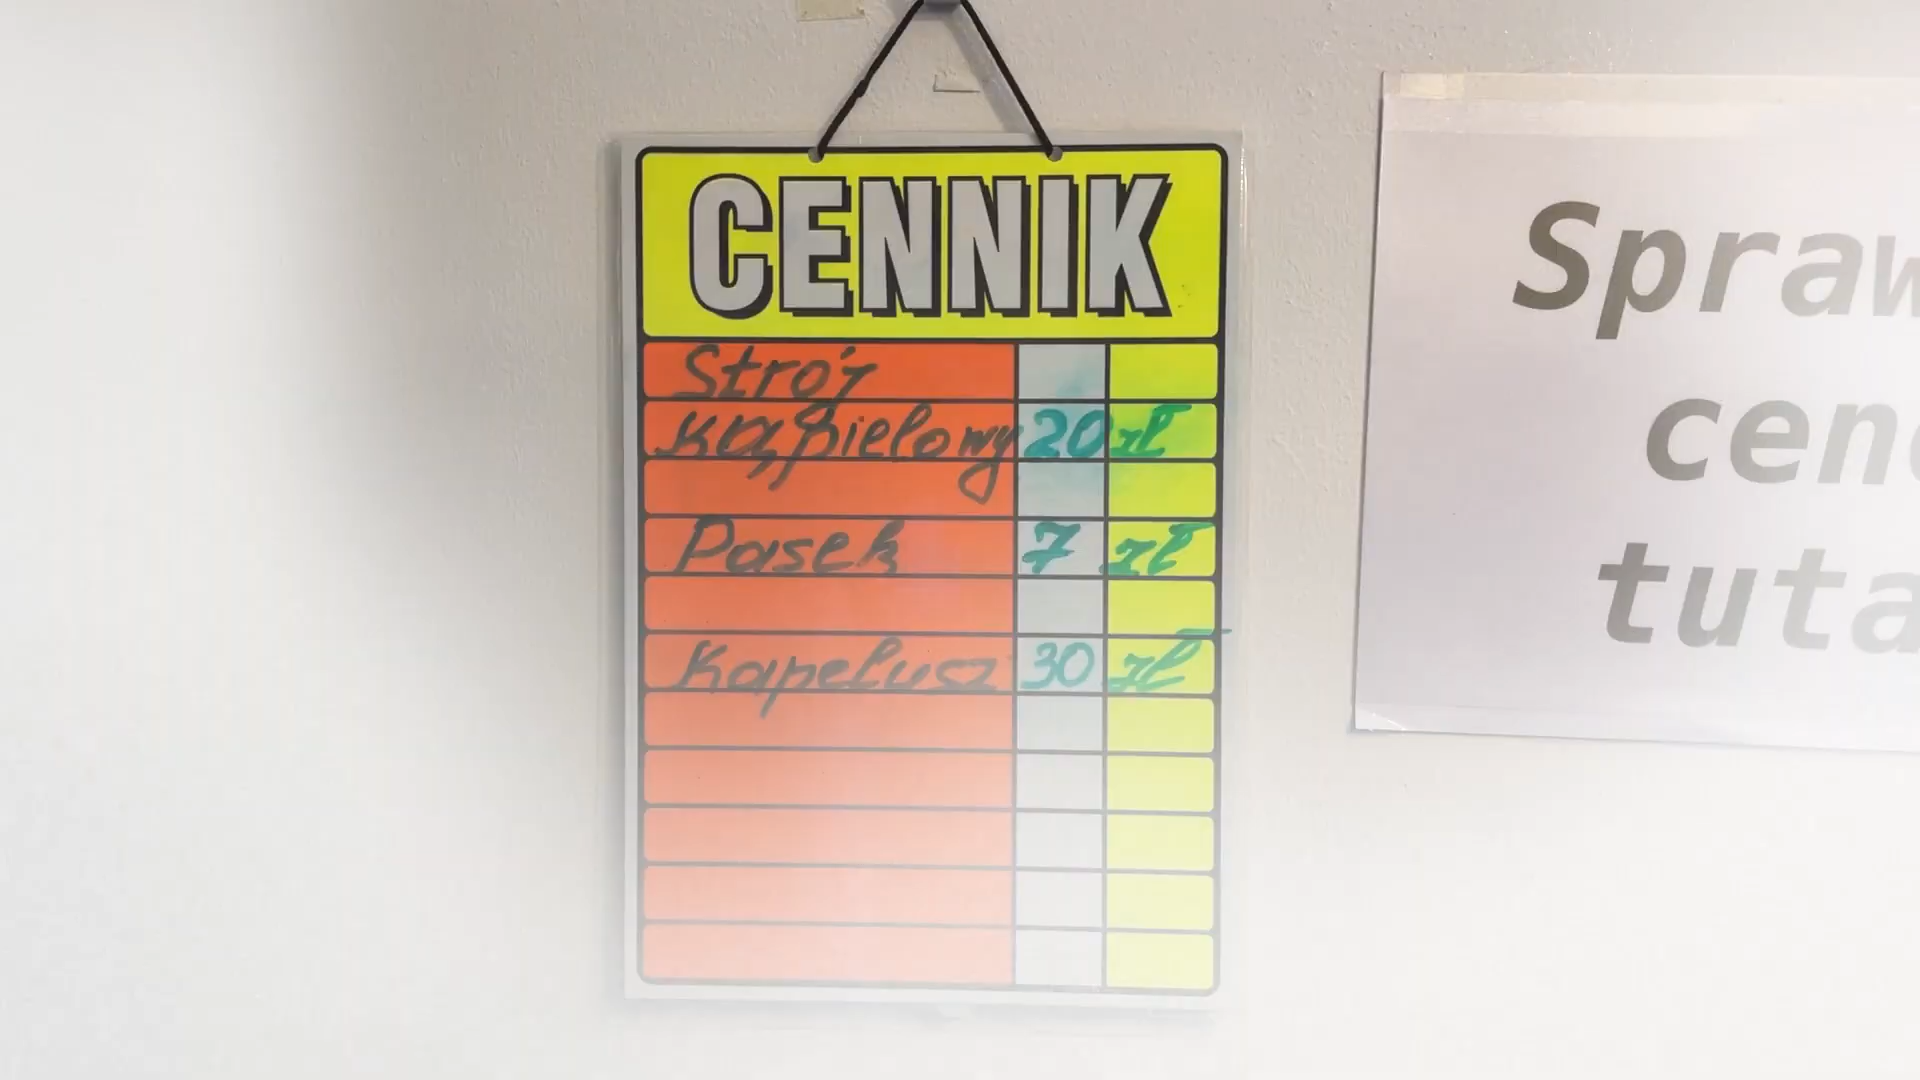 CENNIK
Strój
kąpielowy 20 zł
Pasek 7 zł
Kapelusz 30 zł
Spraw
cen
tuta